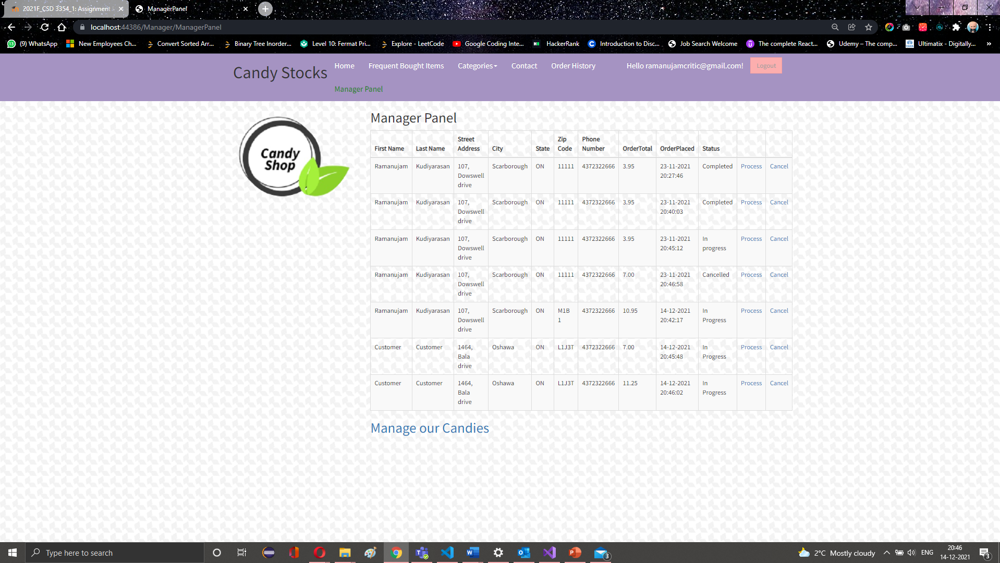 2021F_CSD 3354_1: Assignment
ManagerPanel
localhost:44386/Manager/ManagerPanel
(9) WhatsApp
New Employees Ch...
Convert Sorted Arr...
Binary Tree Inorder...
Level 10: Fermat Pri...
Explore - LeetCode
Google Coding Inte...
HackerRank
Introduction to Disc...
Job Search Welcome
The complete React...
Udemy – The comp...
Ultimatix - Digitally...
»
Candy Stocks
Home
Frequent Bought Items
Categories
Contact
Order History
Hello ramanujamcritic@gmail.com!
Logout
Manager Panel
Candy
Shop
Manager Panel
First Name Last Name Street Address City State Zip Code Phone Number OrderTotal OrderPlaced Status
Ramanujam Kudiyarasan 107, Dowswell drive Scarborough ON 11111 4372322666 3.95 23-11-2021 20:27:46 Completed Process Cancel
Ramanujam Kudiyarasan 107, Dowswell drive Scarborough ON 11111 4372322666 3.95 23-11-2021 20:40:03 Completed Process Cancel
Ramanujam Kudiyarasan 107, Dowswell drive Scarborough ON 11111 4372322666 3.95 23-11-2021 20:45:12 In progress Process Cancel
Ramanujam Kudiyarasan 107, Dowswell drive Scarborough ON 11111 4372322666 7.00 23-11-2021 20:46:58 Cancelled Process Cancel
Ramanujam Kudiyarasan 107, Dowswell drive Scarborough ON M1B 1 4372322666 10.95 14-12-2021 20:42:17 In Progress Process Cancel
Customer Customer 1464, Bala drive Oshawa ON L1J3T 4372322666 7.00 14-12-2021 20:45:48 In Progress Process Cancel
Customer Customer 1464, Bala drive Oshawa ON L1J3T 4372322666 11.25 14-12-2021 20:46:02 In Progress Process Cancel
Manage our Candies
Type here to search
3
2°C Mostly cloudy
ENG
20:46
14-12-2021
3